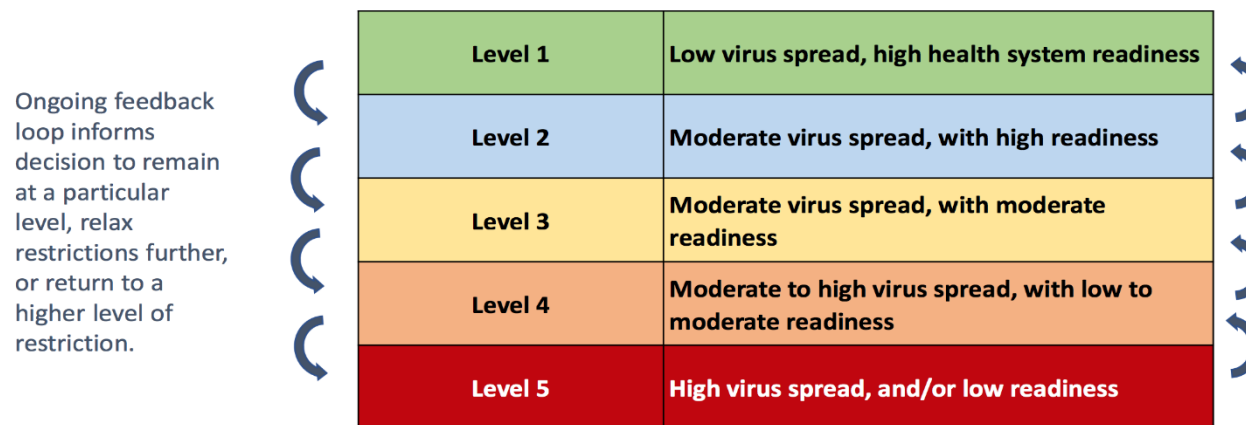 Ongoing feedback
loop informs
decision to remain
at a particular
level, relax
restrictions further,
or return to a
higher level of
restriction.
Level 1
Low virus spread, high health system readiness
Level 2
Moderate virus spread, with high readiness
Level 3
Moderate virus spread, with moderate
readiness
Level 4
Moderate to high virus spread, with low to
moderate readiness
Level 5
High virus spread, and/or low readiness